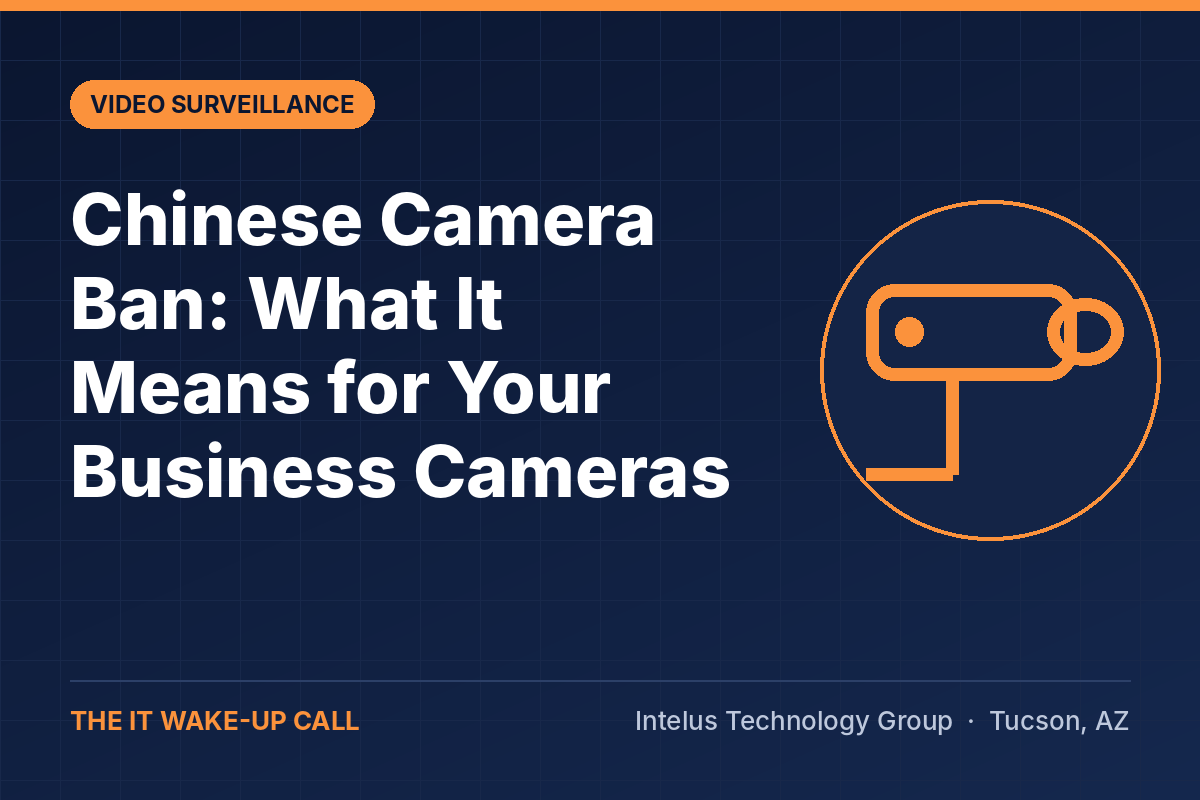 VIDEO SURVEILLANCE
Chinese Camera
Ban: What It
Means for Your
Business Cameras
THE IT WAKE-UP CALL
Intelus Technology Group · Tucson, AZ